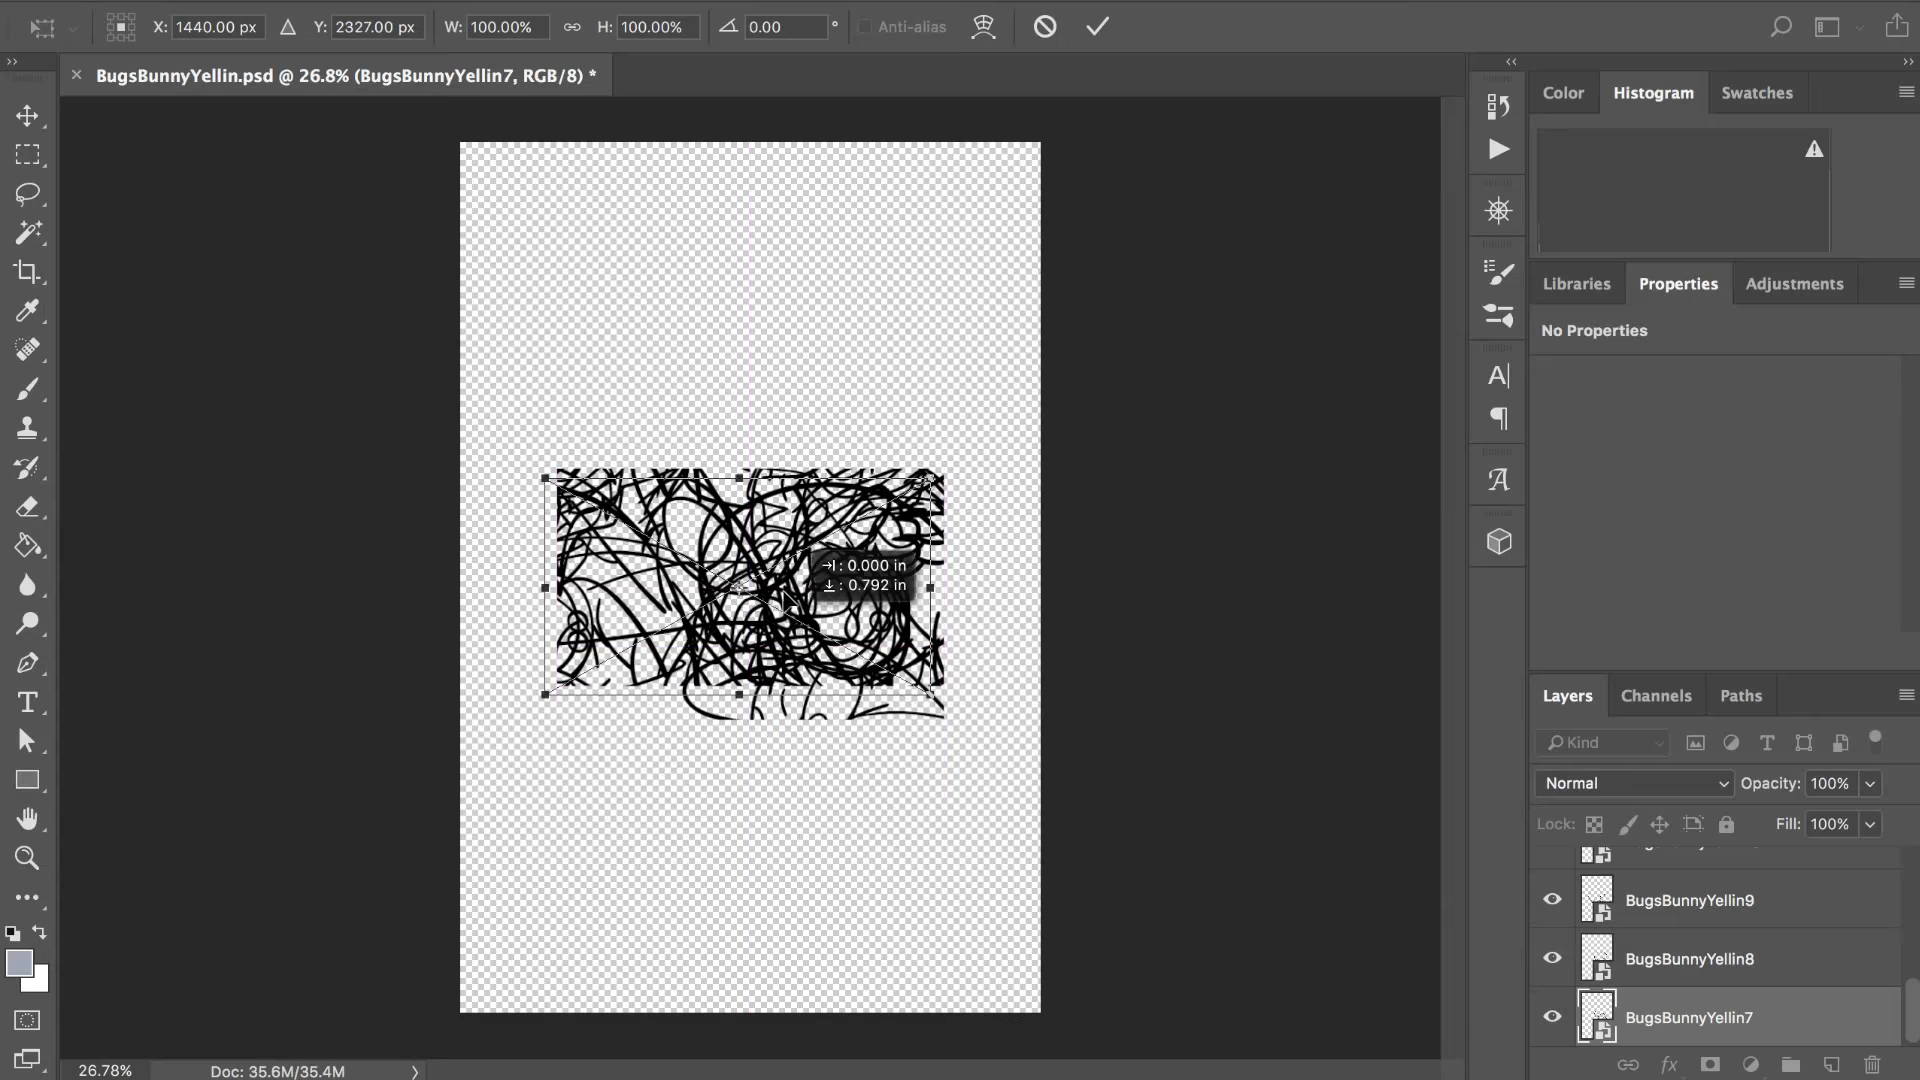 X: 1440.00 px Y: 2327.00 px W: 100.00% H: 100.00% 0.00 ° Anti-alias
BugsBunnyYellin.psd @ 26.8% (BugsBunnyYellin7, RGB/8) *
Color Histogram Swatches
Libraries Properties Adjustments
No Properties
: 0.000 in
: 0.792 in
Layers Channels Paths
Kind
Normal Opacity: 100%
Lock: Fill: 100%
BugsBunnyYellin9
BugsBunnyYellin8
BugsBunnyYellin7
26.78% Doc: 35.6M/35.4M